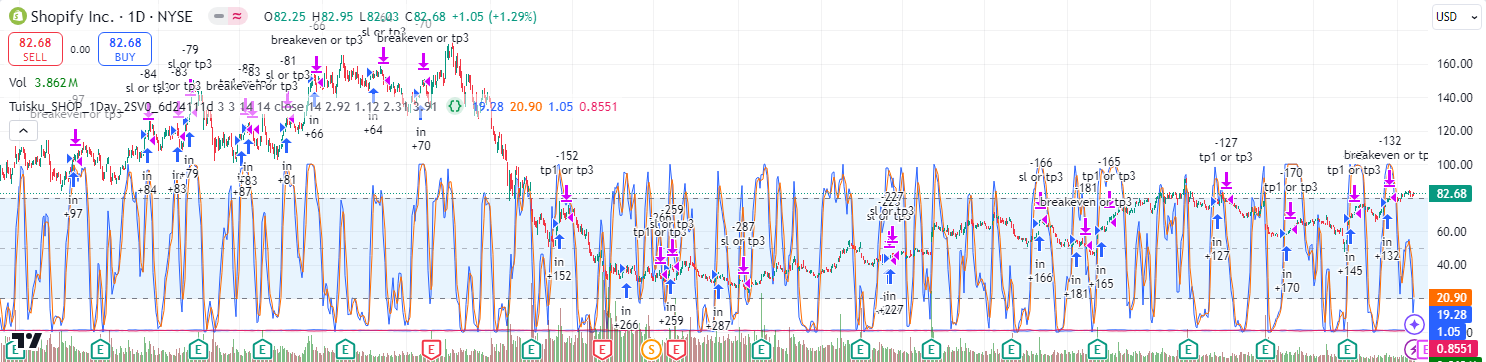 Shopify Inc. · 1D · NYSE O82.25 H82.95 L82.03 C82.68 +1.05 (+1.29%)
USD
82.68
SELL
0.00
82.68
BUY
Vol 3.862M
Tuisku_SHOP_1Day_2SV0_6d24111d 3 3 14 14 close 14 2.92 1.12 2.31 3.91 19.28 20.90 1.05 0.8551
-97
breakeven or tp3
in
+97
-84
sl or tp3
in
+84
-83
sl or tp3
in
+83
-79
sl or tp3
in
+79
-87
breakeven or tp3
+87
-83
in
+83
-81
sl or tp3
in
+81
-66
breakeven or tp3
in
+66
sl or tp3
in
+64
-70
breakeven or tp3
in
+70
-152
tp1 or tp3
in
+152
in
+266
tp1 or tp3
-259
sl or tp3
in
+259
-287
sl or tp3
in
+287
-227
sl or tp3
in
+227
-166
sl or tp3
in
+166
-181
breakeven or tp3
in
+181
-165
tp1 or tp3
in
+165
-127
tp1 or tp3
in
+127
-170
tp1 or tp3
in
+170
tp1 or tp3
in
+145
-132
breakeven or tp
in
+132
160.00
140.00
120.00
100.00
82.68
60.00
40.00
20.90
19.28
1.05
0.8551
E
E
E
E
E
E
E
E
S
E
E
E
E
E
E
E
E
E
E